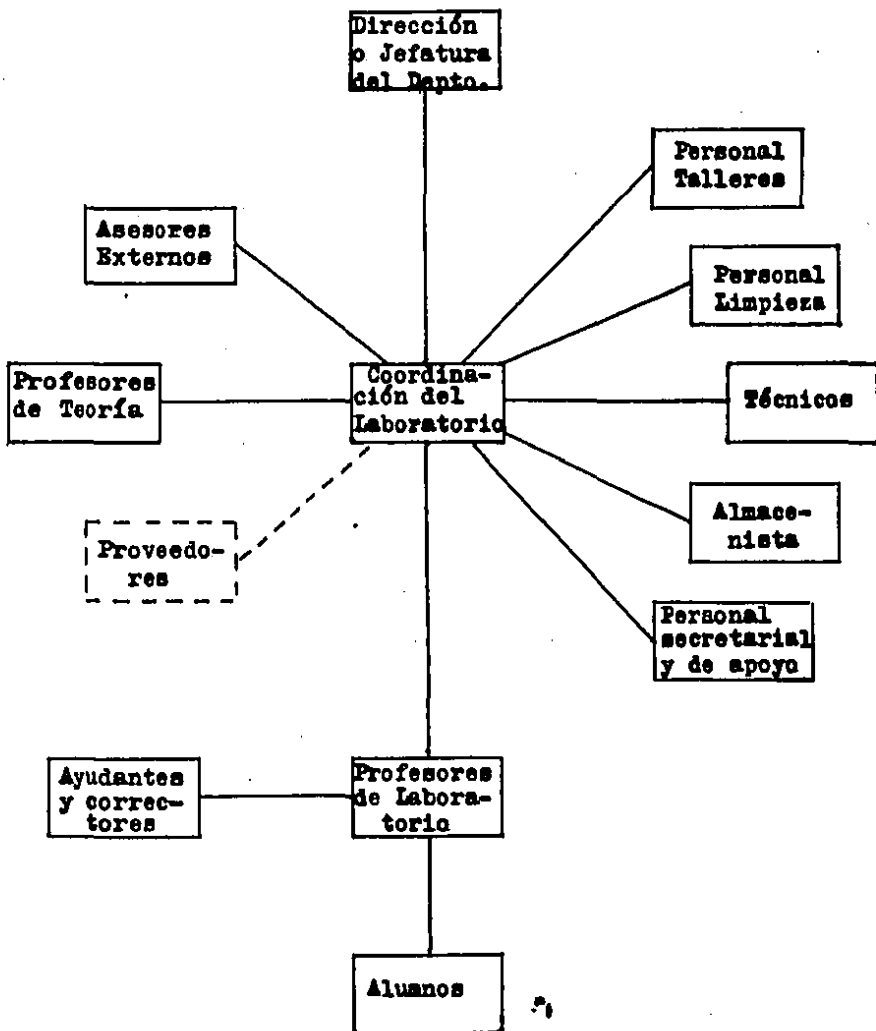 Dirección
o Jefatura
del Depto.
Personal
Talleres
Asesores
Externos
Personal
Limpieza
Profesores
de Teoría
Coordina-
ción del
Laboratorio
Técnicos
Proveedo-
res
Almace-
nista
Personal
secretarial
y de apoyo
Ayudantes
y correc-
tores
Profesores
de Labora-
torio
Alumnos